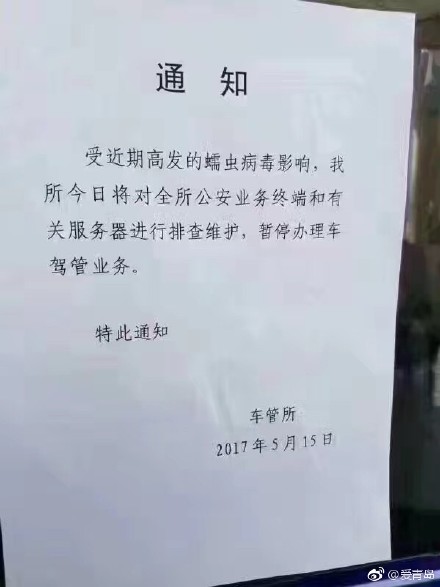 通 知
受近期高发的蠕虫病毒影响，我
所今日将对全所公安业务终端和有
关服务器进行排查维护，暂停办理车
驾管业务。
特此通知
车管所
2017年5月15日
@爱青岛